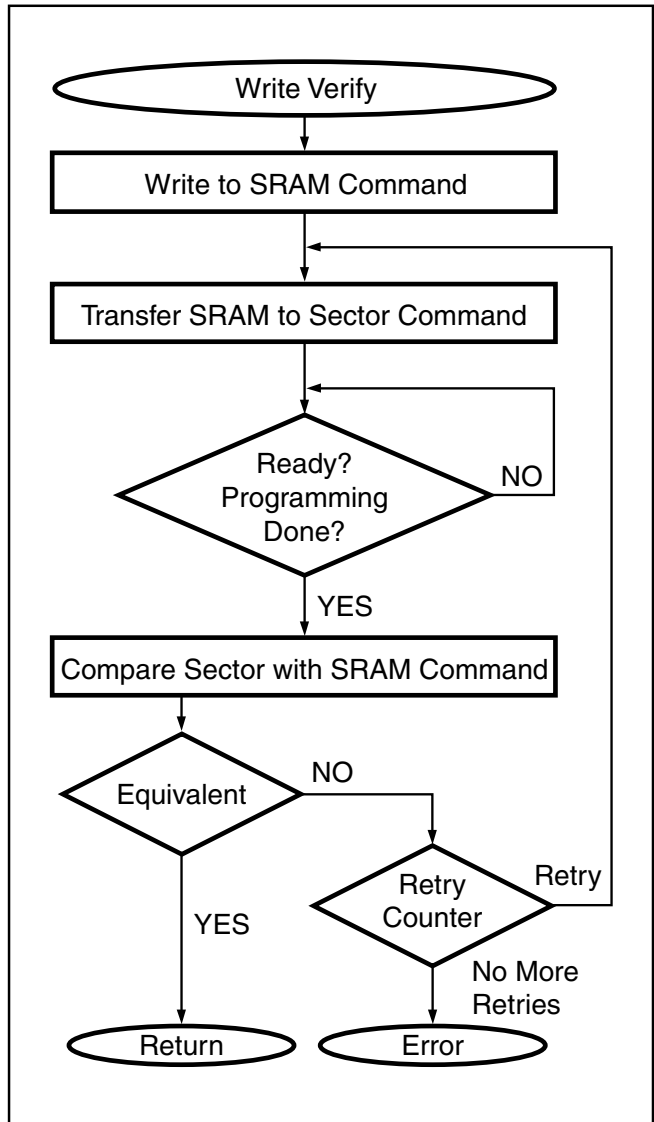 Write Verify
Write to SRAM Command
Transfer SRAM to Sector Command
Ready?
Programming
Done?
NO
YES
Compare Sector with SRAM Command
Equivalent
NO
Retry
Counter
Retry
YES
No More
Retries
Return
Error